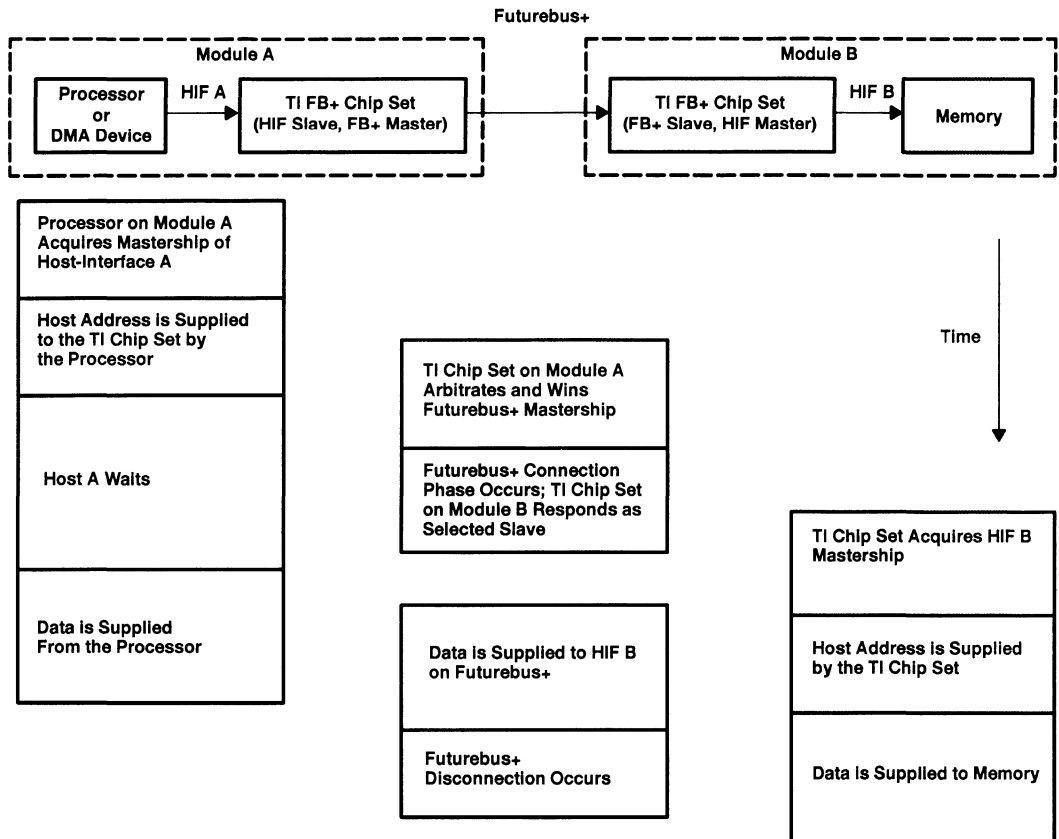 Futurebus+
Module A
Module B
Processor
or
DMA Device
HIF A
TI FB+ Chip Set
(HIF Slave, FB+ Master)
TI FB+ Chip Set
(FB+ Slave, HIF Master)
HIF B
Memory
Processor on Module A
Acquires Mastership of
Host-Interface A
Host Address is Supplied
to the TI Chip Set by
the Processor
Host A Waits
Data is Supplied
From the Processor
TI Chip Set on Module A
Arbitrates and Wins
Futurebus+ Mastership
Futurebus+ Connection
Phase Occurs; TI Chip Set
on Module B Responds as
Selected Slave
Data is Supplied to HIF B
on Futurebus+
Futurebus+
Disconnection Occurs
Time
TI Chip Set Acquires HIF B
Mastership
Host Address is Supplied
by the TI Chip Set
Data is Supplied to Memory